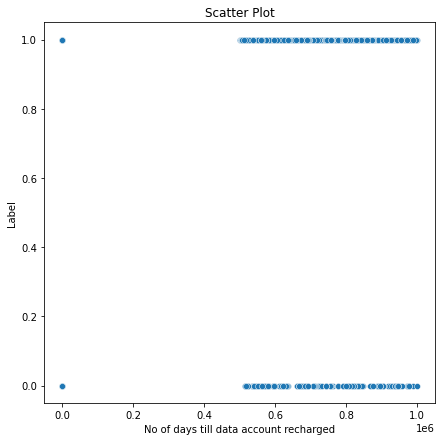 Scatter Plot
1.0
0.8
0.6
0.4
0.2
0.0
Label
0.0 0.2 0.4 0.6 0.8 1.0
1e6
No of days till data account recharged